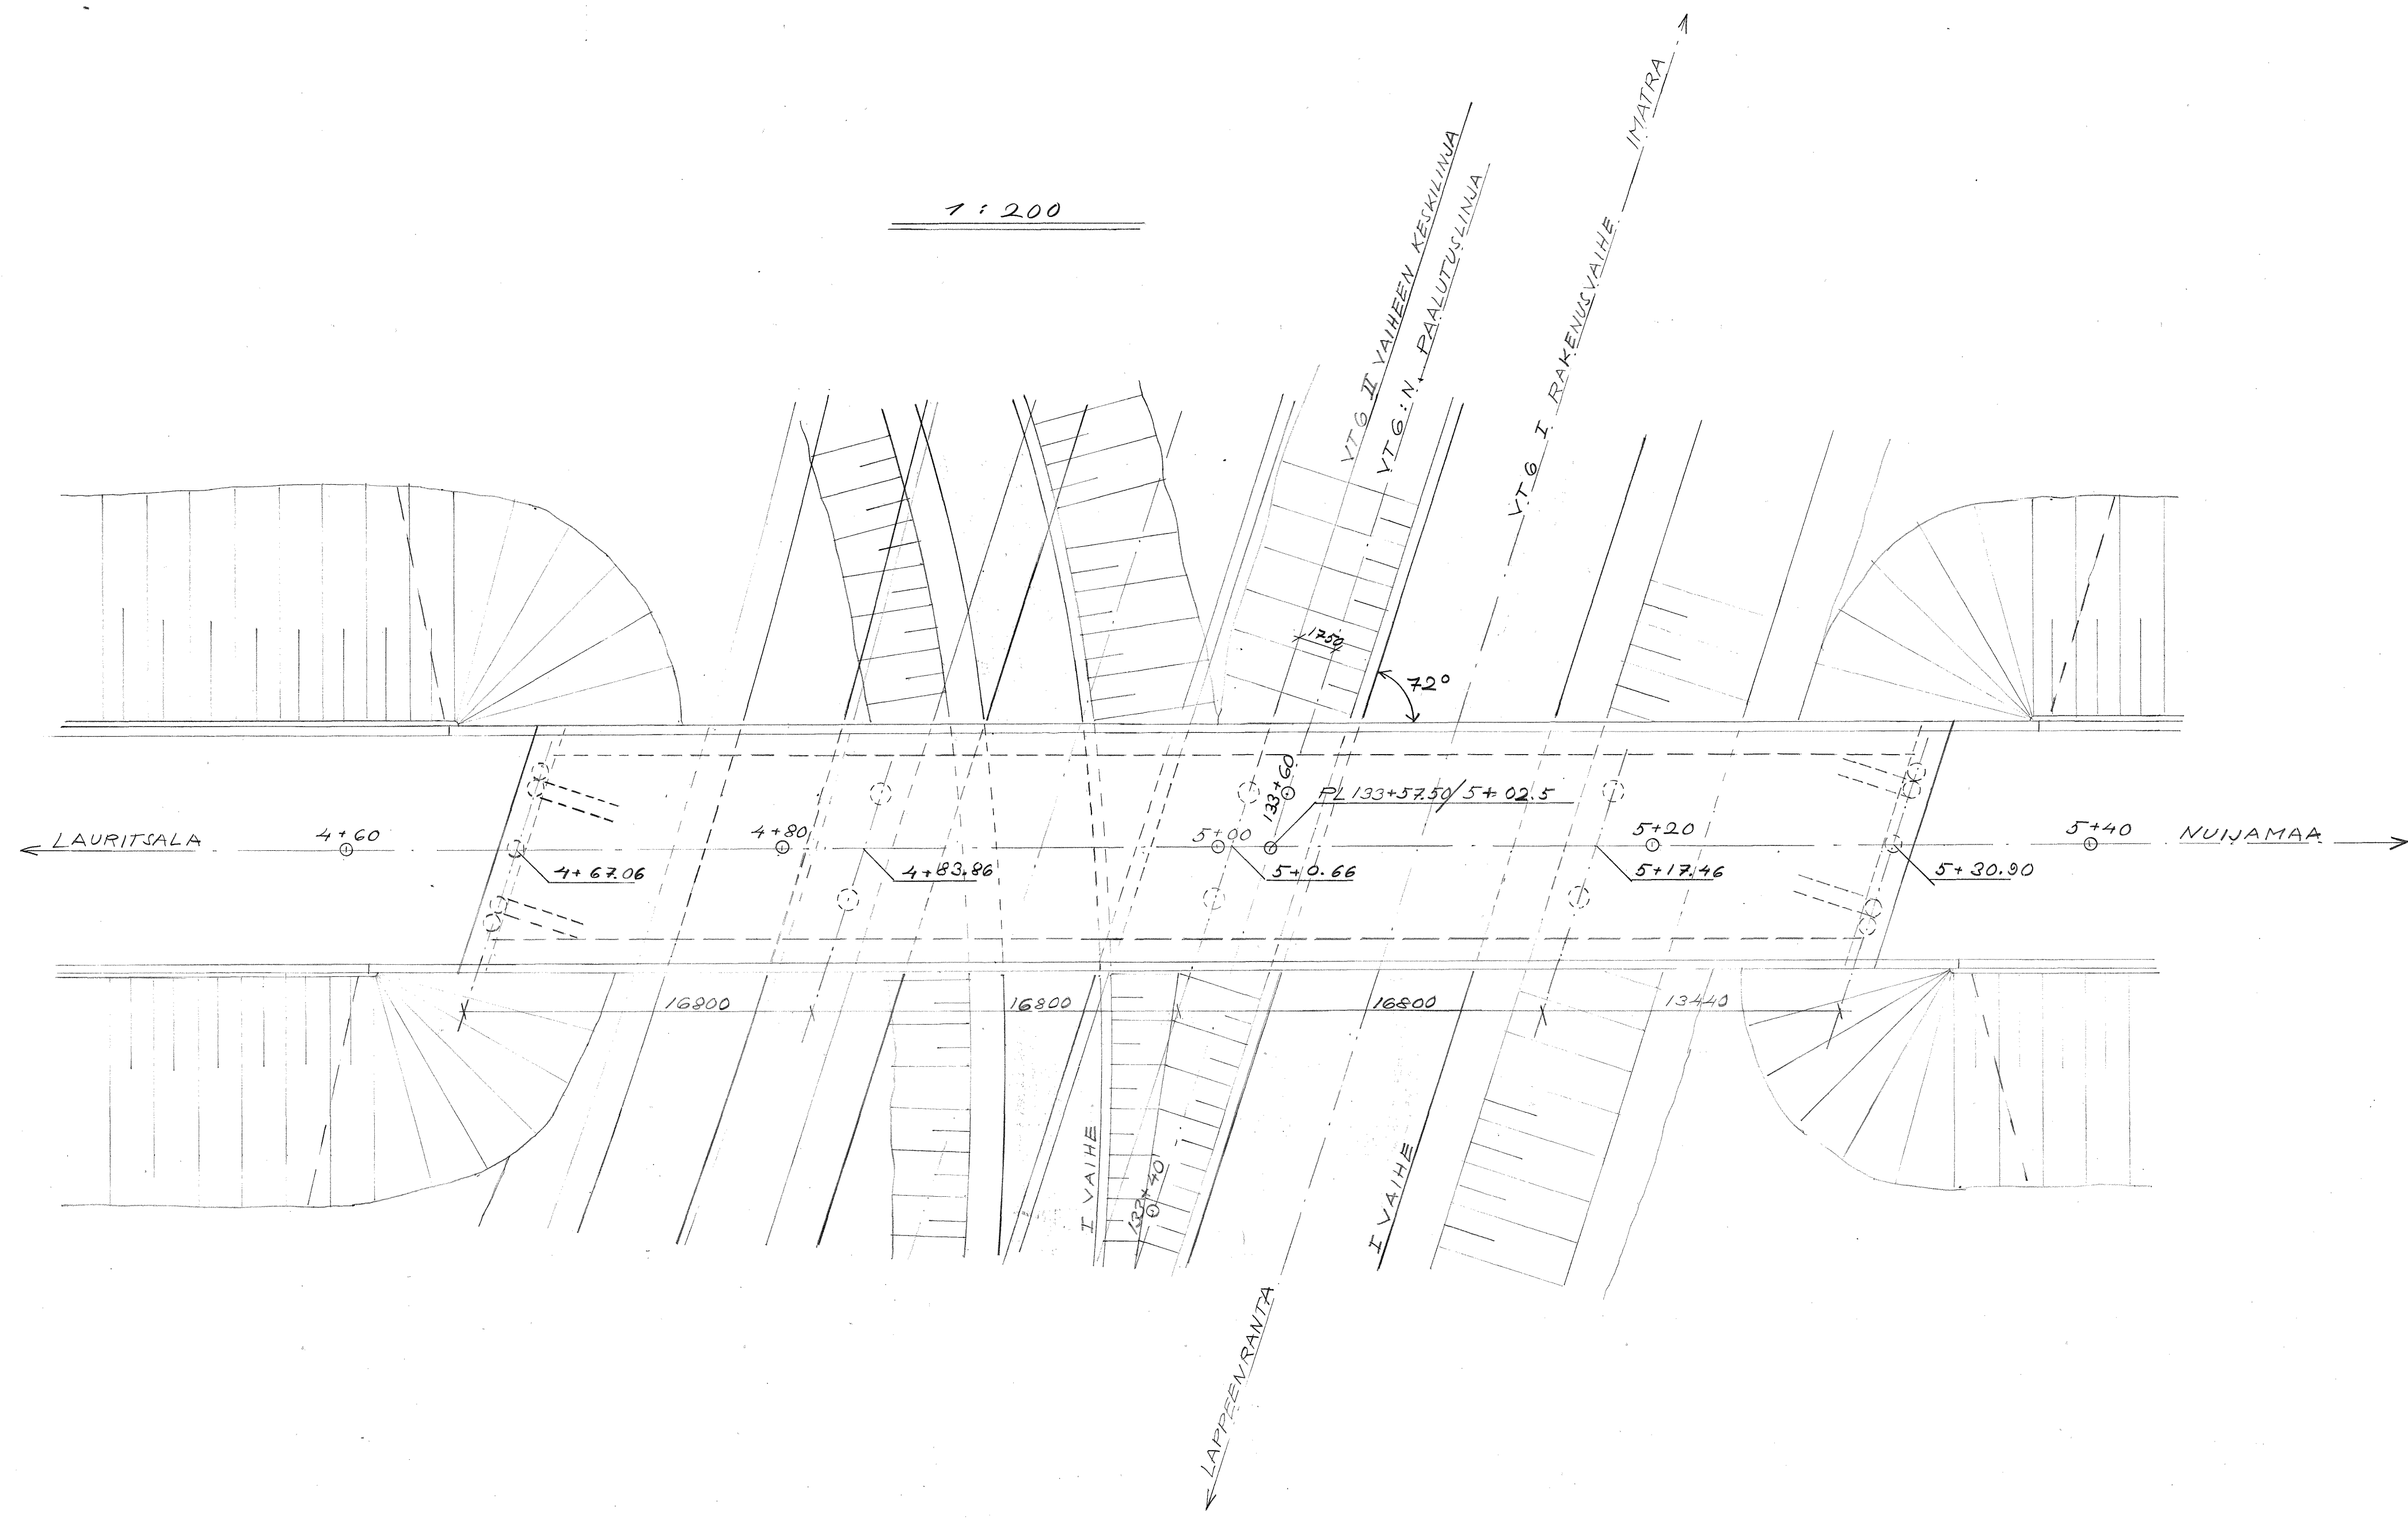 1 : 200
VT 6 II VAIHEEN KESKILINJA
VT 6:N PAALUTUSLINJA
VT 6 I RAKENUSVAIHE IMATRA
1750
72°
133+60
PL 133+57.50/5+02.5
LAURITSALA
4+60
4+80
5+00
5+20
5+40
NUIJAMAA
4+67.06
4+83.86
5+0.66
5+17.46
5+30.90
16800
16800
16800
13440
I VAIHE
133+40
I VAIHE
LAPPEENRANTA